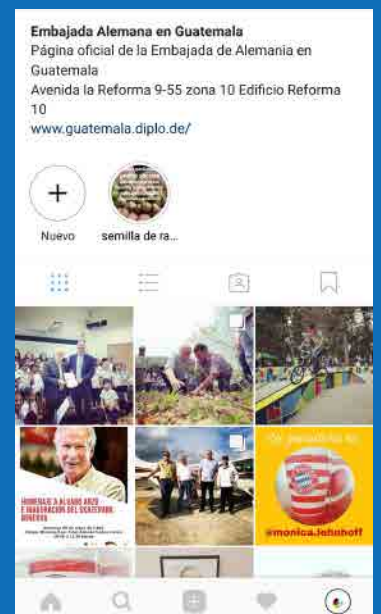 Embajada Alemana en Guatemala
Página oficial de la Embajada de Alemania en
Guatemala
Avenida la Reforma 9-55 zona 10 Edificio Reforma
10
www.guatemala.diplo.de/
Nuevo
semilla de ra...
HOMENAJE A ALVARO ARZÚ
E INAUGURACIÓN DEL SKATEPARK
@monica.lehnhoff